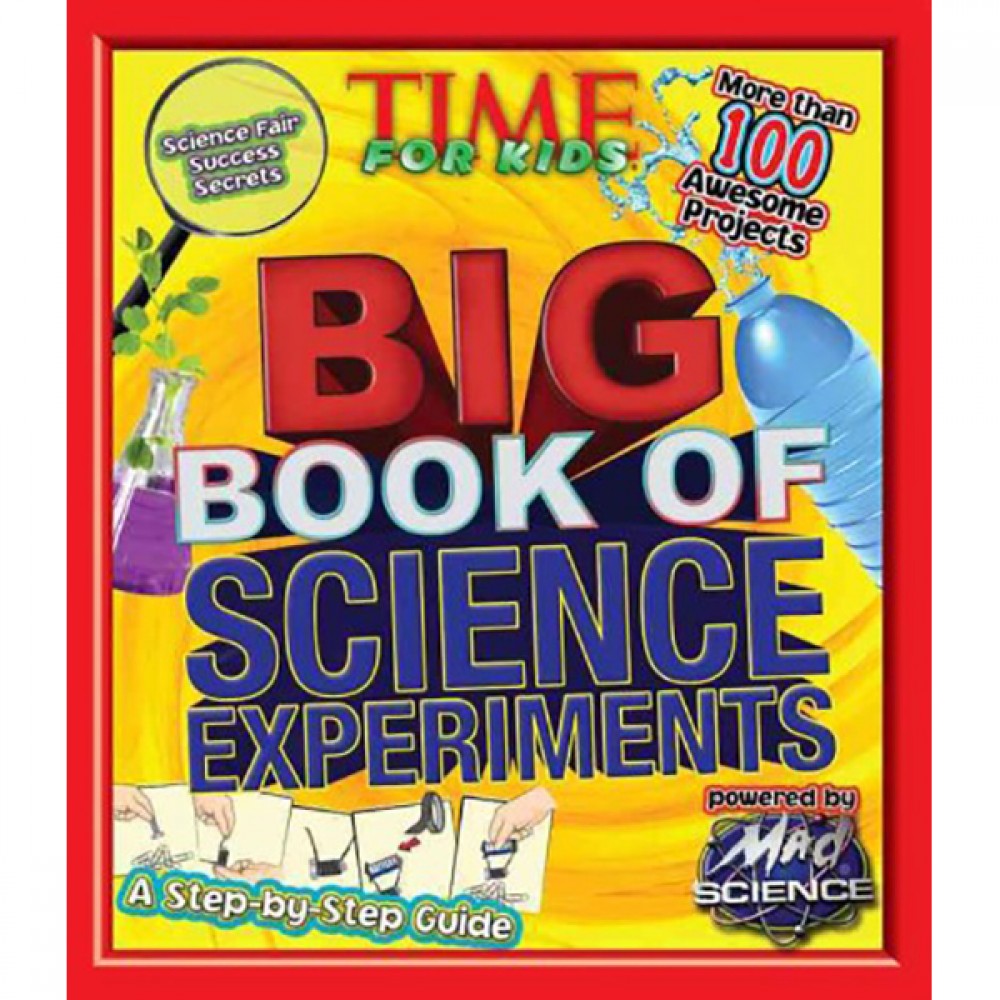 Science Fair
Success
Secrets
TIME
FOR KIDS
More than
100
Awesome
Projects
BIG
BOOK OF
SCIENCE
EXPERIMENTS
powered by
Mad
SCIENCE
A Step-by-Step Guide